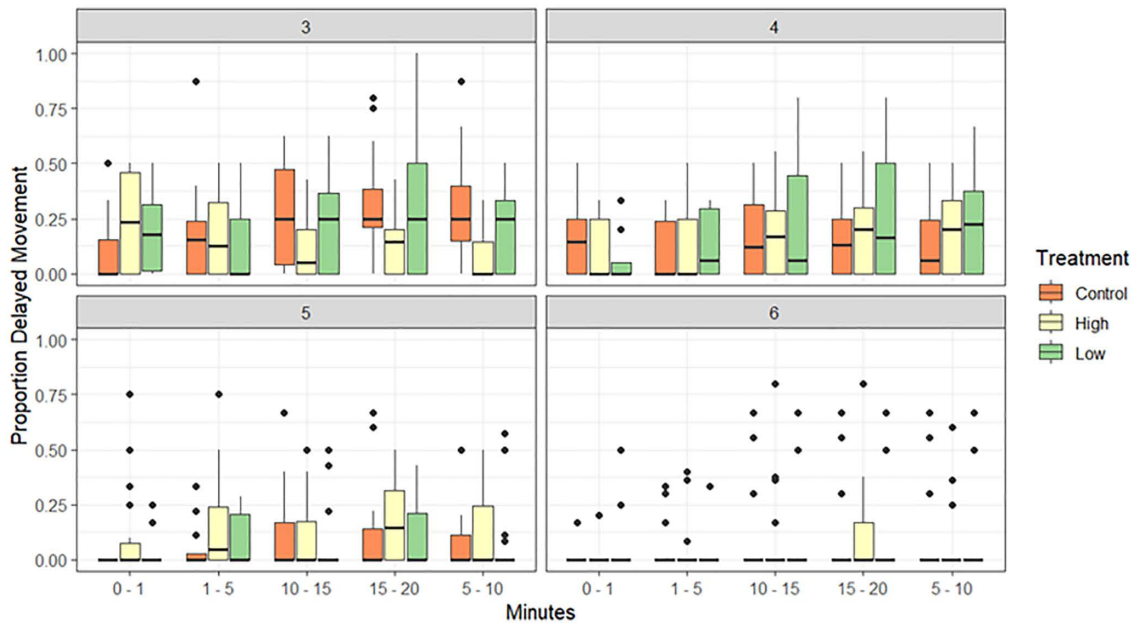 3
4
1.00
0.75
0.50
0.25
0.00
Proportion Delayed Movement
5
6
1.00
0.75
0.50
0.25
0.00
0 - 1
1 - 5
10 - 15
15 - 20
5 - 10
0 - 1
1 - 5
10 - 15
15 - 20
5 - 10
Minutes
Treatment
Control
High
Low